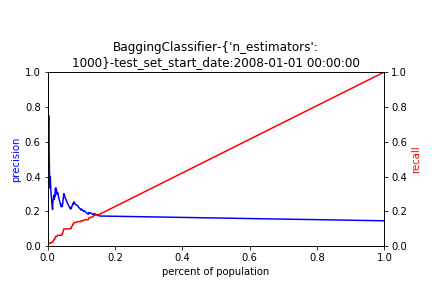 BaggingClassifier-{'n_estimators':
1000}-test_set_start_date:2008-01-01 00:00:00
1.0 1.0
0.8 0.8
0.6 0.6
0.4 0.4
0.2 0.2
0.0 0.0
precision
recall
0.0 0.2 0.4 0.6 0.8 1.0
percent of population